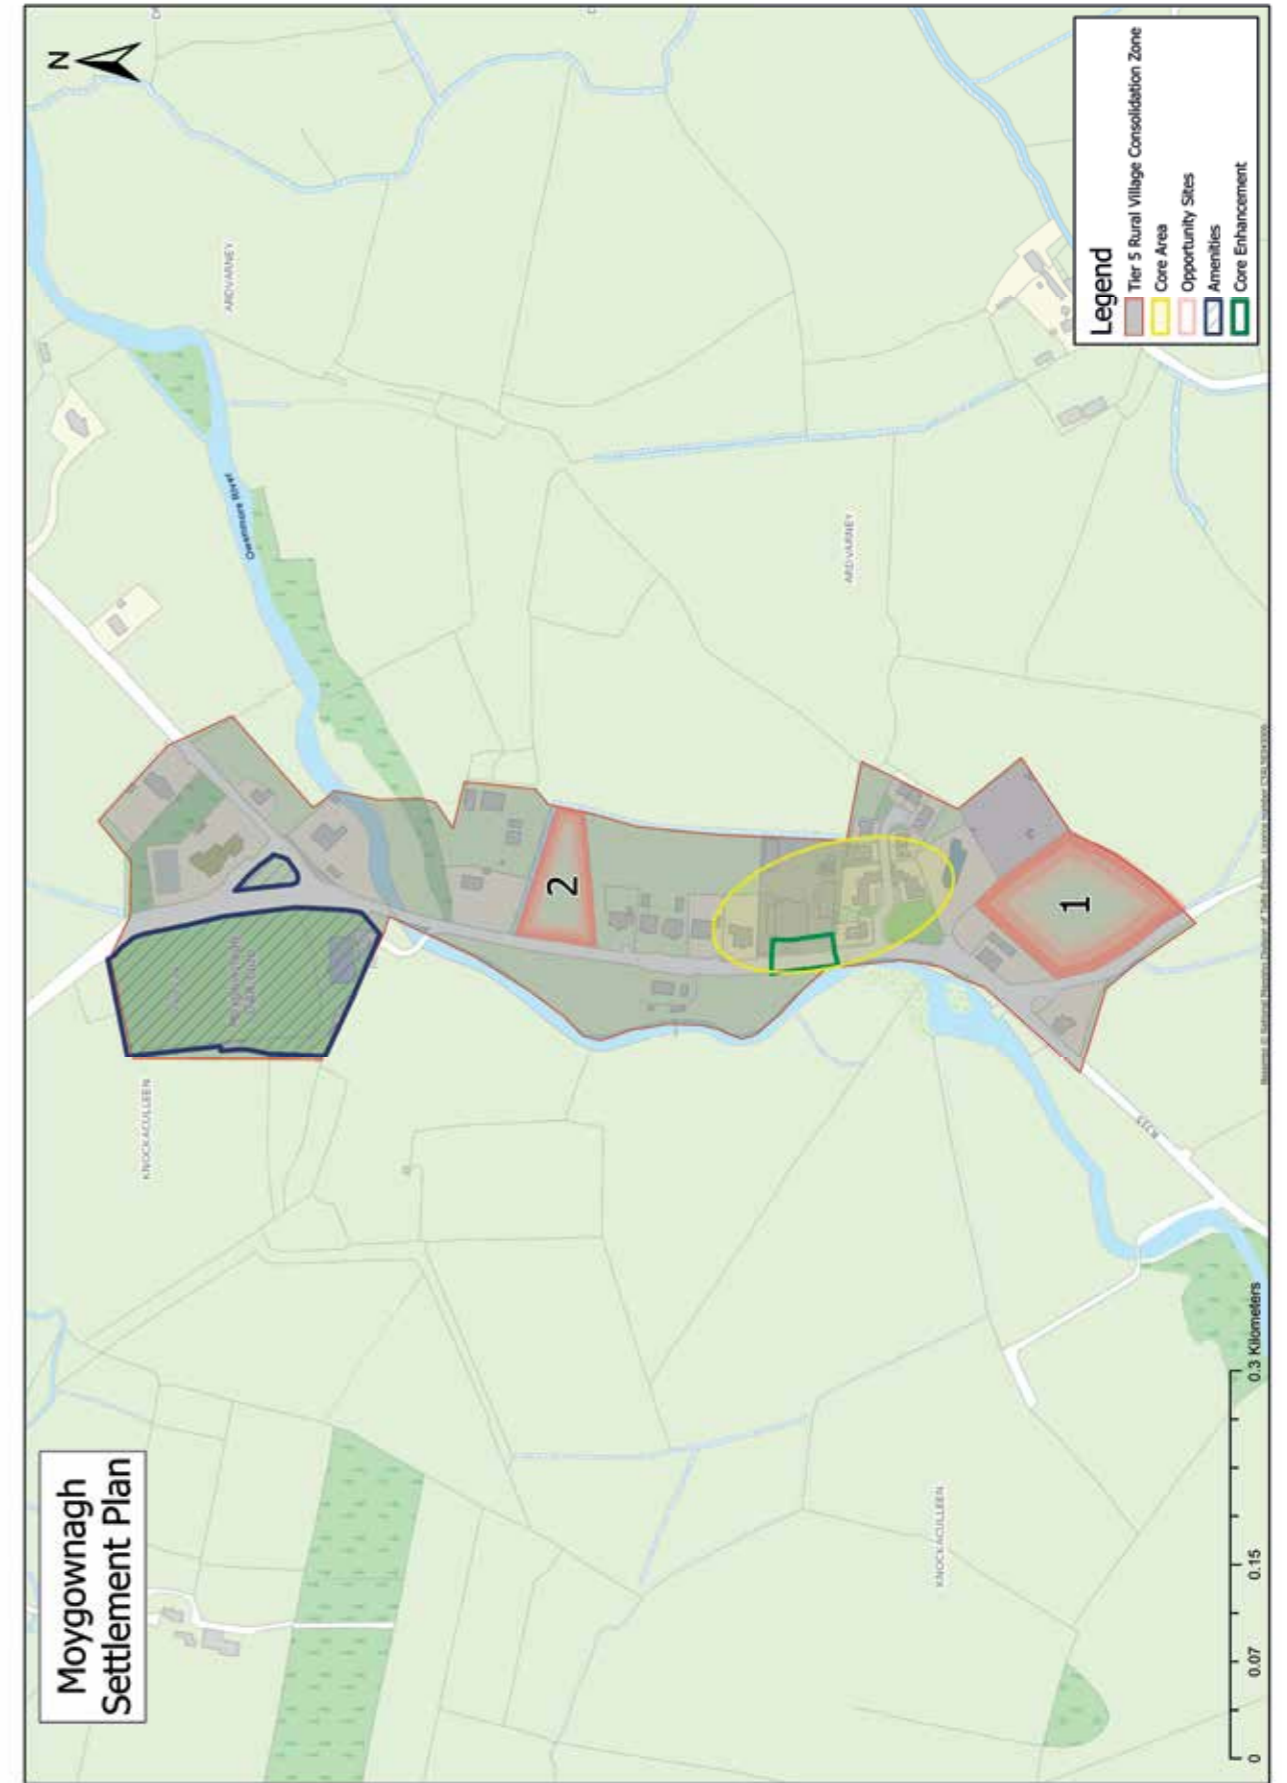 Moygownagh
Settlement Plan
N
ARDVARNEY
Owenmore River
KNOCKACULLEEN
ARDVARNEY
KNOCKACULLEEN
2
1
R315
Legend
Tier 5 Rural Village Consolidation Zone
Core Area
Opportunity Sites
Amenities
Core Enhancement
0 0.07 0.15 0.3 Kilometers